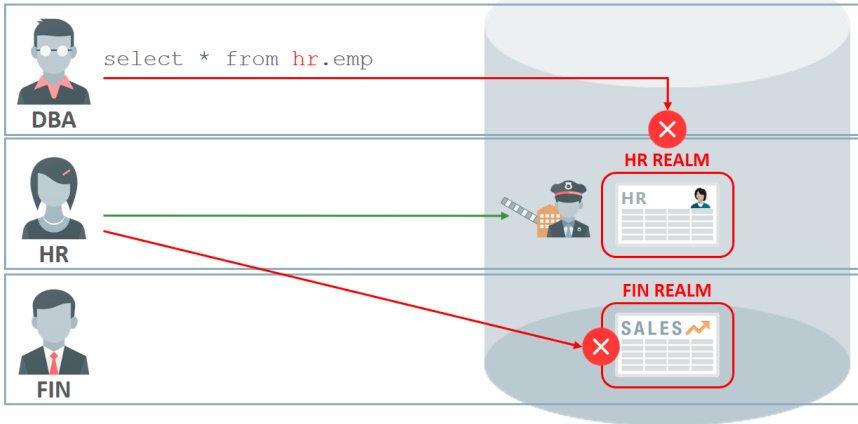 select * from hr.emp
DBA
HR REALM
HR
HR
FIN REALM
SALES
FIN